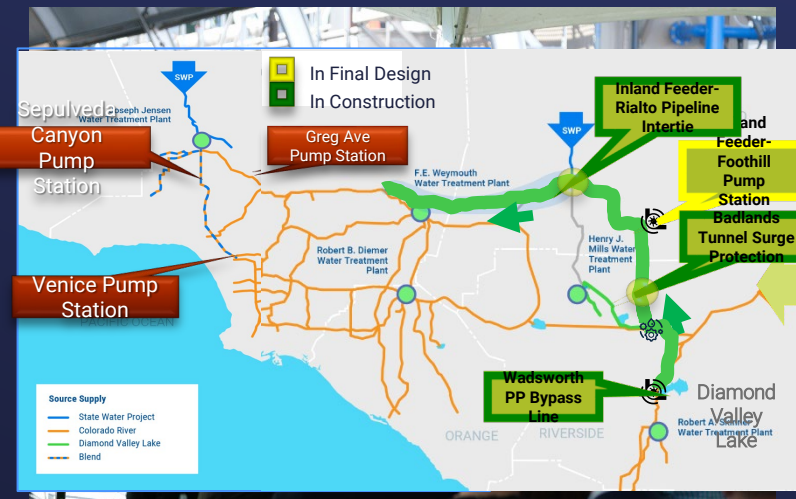 SWP
Joseph Jensen
Water Treatment Plant
Sepulveda
Canyon
Pump
Station
In Final Design
In Construction
Greg Ave
Pump Station
F.E. Weymouth
Water Treatment Plant
SWP
Inland Feeder-
Rialto Pipeline
Intertie
Feeder-
Foothill
Pump
Station
Badlands
Tunnel Surge
Protection
Robert B. Diemer
Water Treatment
Plant
Henry J.
Mills Water
Treatment
Plant
Venice Pump
Station
PACIFIC OCEAN
Source Supply
State Water Project
Colorado River
Diamond Valley Lake
Blend
Wadsworth
PP Bypass
Line
Diamond
Valley
Lake
Robert A. Skinner
Water Treatment Plant
ORANGE
RIVERSIDE